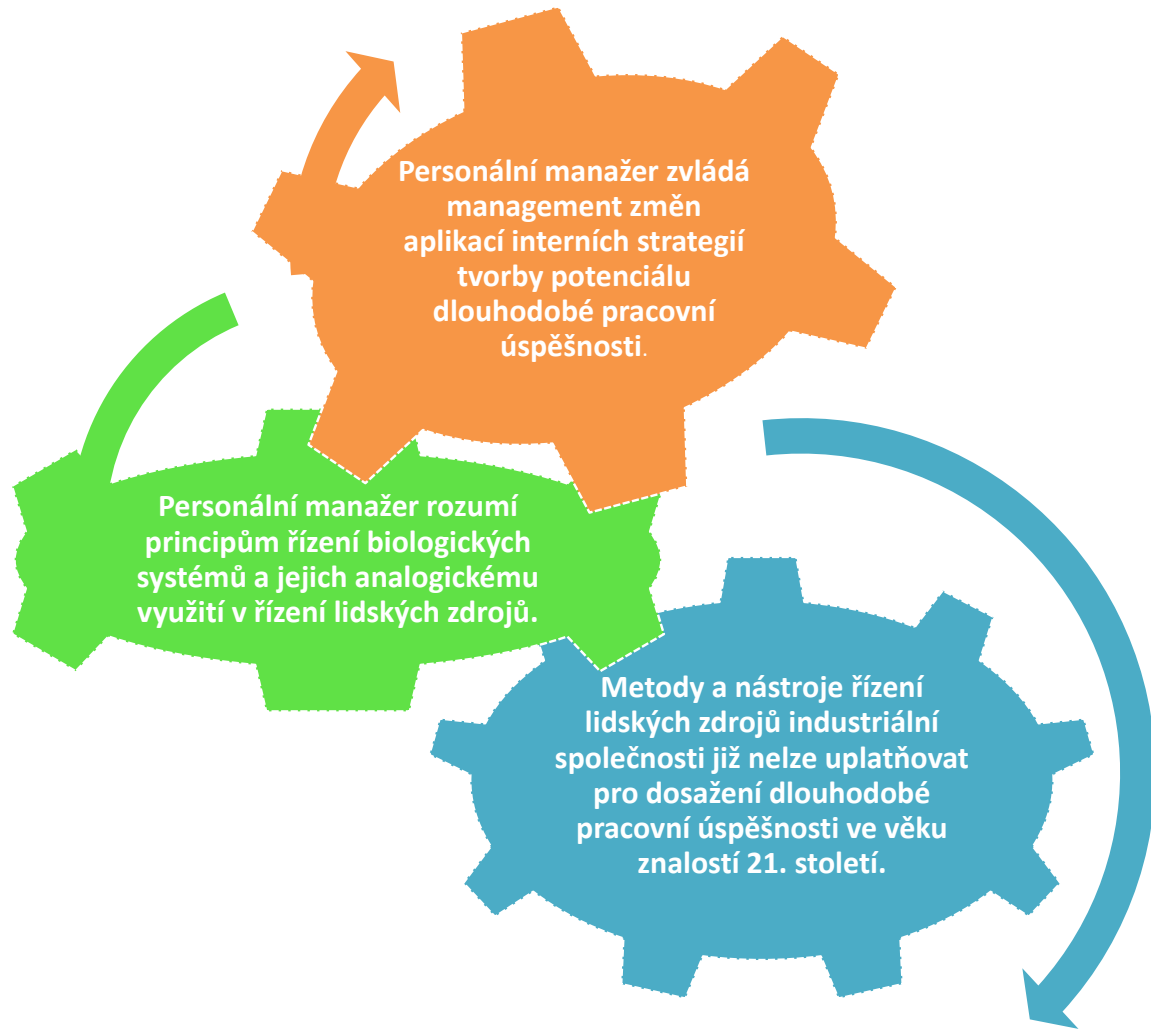 Personální manažer zvládá
management změn
aplikací interních strategií
tvorby potenciálu
dlouhodobé pracovní
úspěšnosti.
Personální manažer rozumí
principům řízení biologických
systémů a jejich analogickému
využití v řízení lidských zdrojů.
Metody a nástroje řízení
lidských zdrojů industriální
společnosti již nelze uplatňovat
pro dosažení dlouhodobé
pracovní úspěšnosti ve věku
znalostí 21. století.